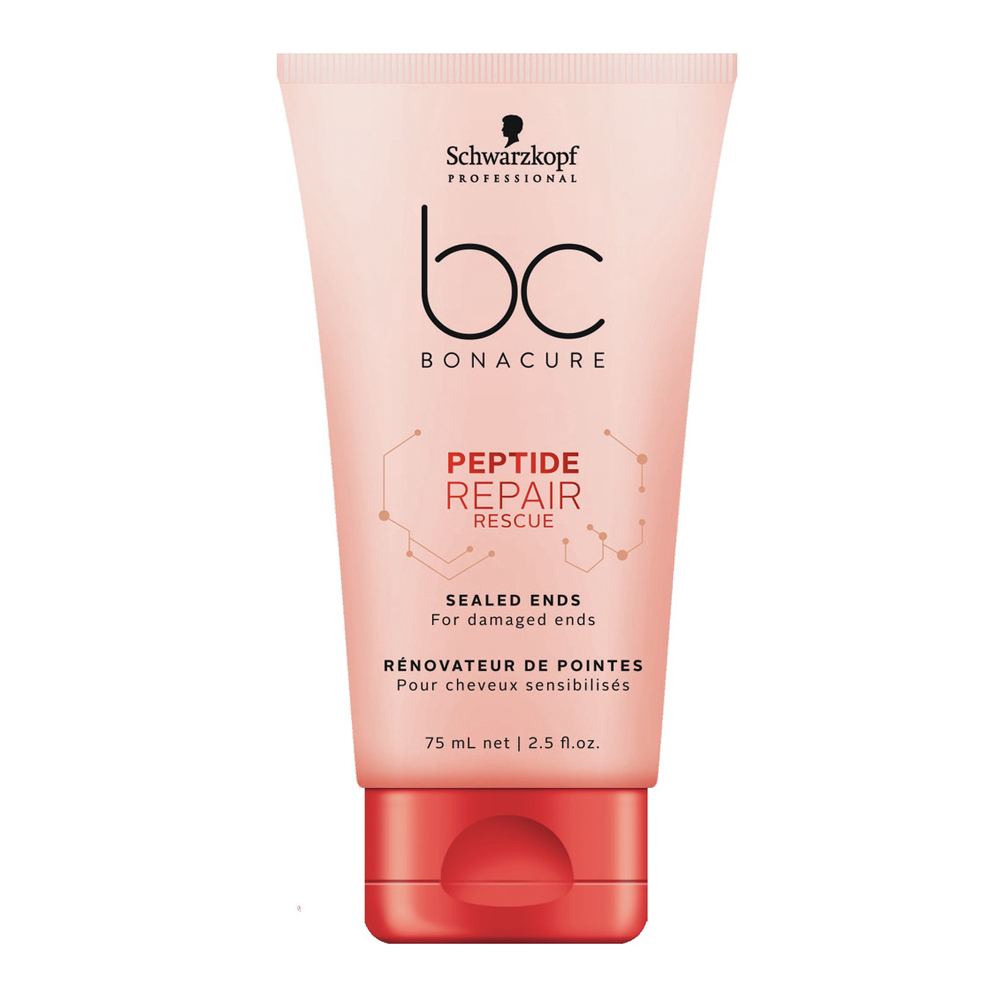 Schwarzkopf
PROFESSIONAL
bc
BONACURE
PEPTIDE
REPAIR
RESCUE
SEALED ENDS
For damaged ends
RÉNOVATEUR DE POINTES
Pour cheveux sensibilisés
75 mL net | 2.5 fl.oz.